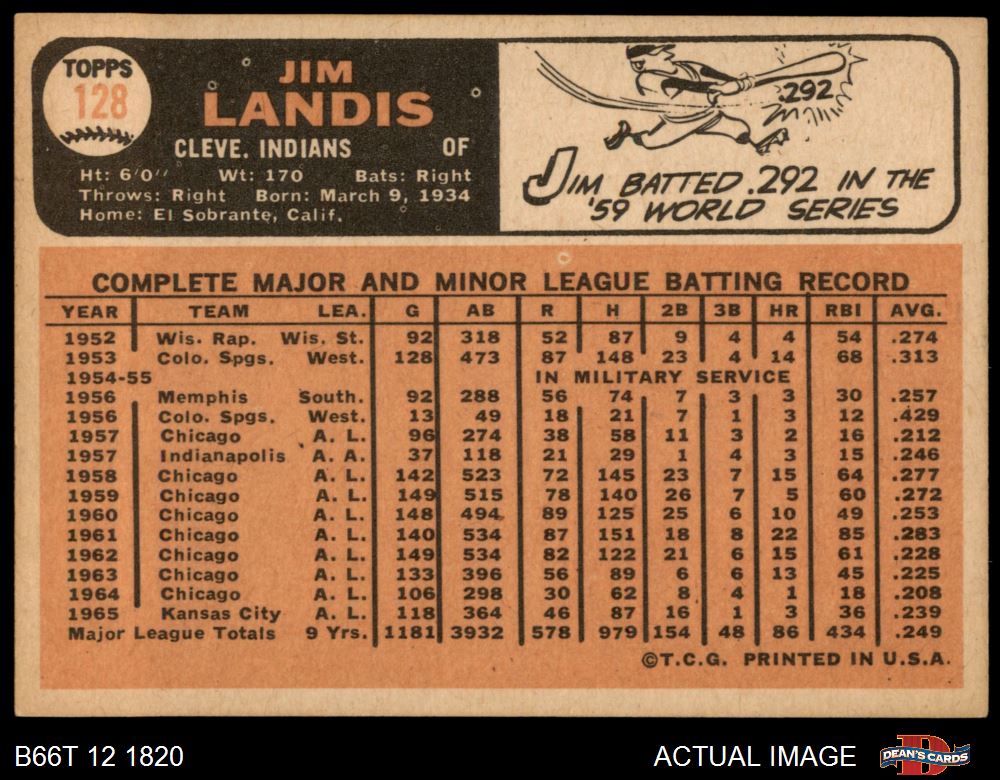 TOPPS
128
JIM
LANDIS
CLEVE. INDIANS OF
Ht: 6'0" Wt: 170 Bats: Right
Throws: Right Born: March 9, 1934
Home: El Sobrante, Calif.
.292
JIM BATTED .292 IN THE
'59 WORLD SERIES
COMPLETE MAJOR AND MINOR LEAGUE BATTING RECORD
YEAR TEAM LEA. G AB R H 2B 3B HR RBI AVG.
1952 Wis. Rap. Wis. St. 92 318 52 87 9 4 4 54 .274
1953 Colo. Spgs. West. 128 473 87 148 23 4 14 68 .313
1954-55 IN MILITARY SERVICE
1956 Memphis South. 92 288 56 74 7 3 3 30 .257
1956 Colo. Spgs. West. 13 49 18 21 7 1 3 12 .429
1957 Chicago A. L. 96 274 38 58 11 3 2 16 .212
1957 Indianapolis A. A. 37 118 21 29 1 4 3 15 .246
1958 Chicago A. L. 142 523 72 145 23 7 15 64 .277
1959 Chicago A. L. 149 515 78 140 26 7 5 60 .272
1960 Chicago A. L. 148 494 89 125 25 6 10 49 .253
1961 Chicago A. L. 140 534 87 151 18 8 22 85 .283
1962 Chicago A. L. 149 534 82 122 21 6 15 61 .228
1963 Chicago A. L. 133 396 56 89 6 6 13 45 .225
1964 Chicago A. L. 106 298 30 62 8 4 1 18 .208
1965 Kansas City A. L. 118 364 46 87 16 1 3 36 .239
Major League Totals 9 Yrs. 1181 3932 578 979 154 48 86 434 .249
©T.C.G. PRINTED IN U.S.A.
B66T 12 1820 ACTUAL IMAGE DEAN'S CARDS